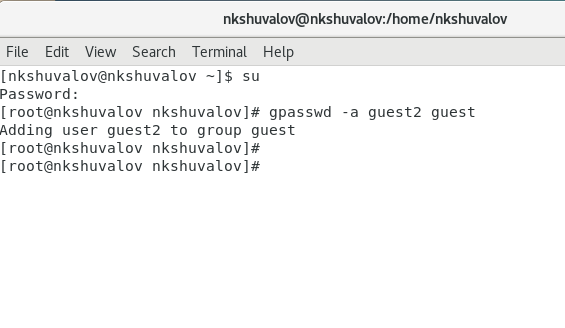 nkshuvalov@nkshuvalov:/home/nkshuvalov
File Edit View Search Terminal Help
[nkshuvalov@nkshuvalov ~]$ su
Password:
[root@nkshuvalov nkshuvalov]# gpasswd -a guest2 guest
Adding user guest2 to group guest
[root@nkshuvalov nkshuvalov]#
[root@nkshuvalov nkshuvalov]#